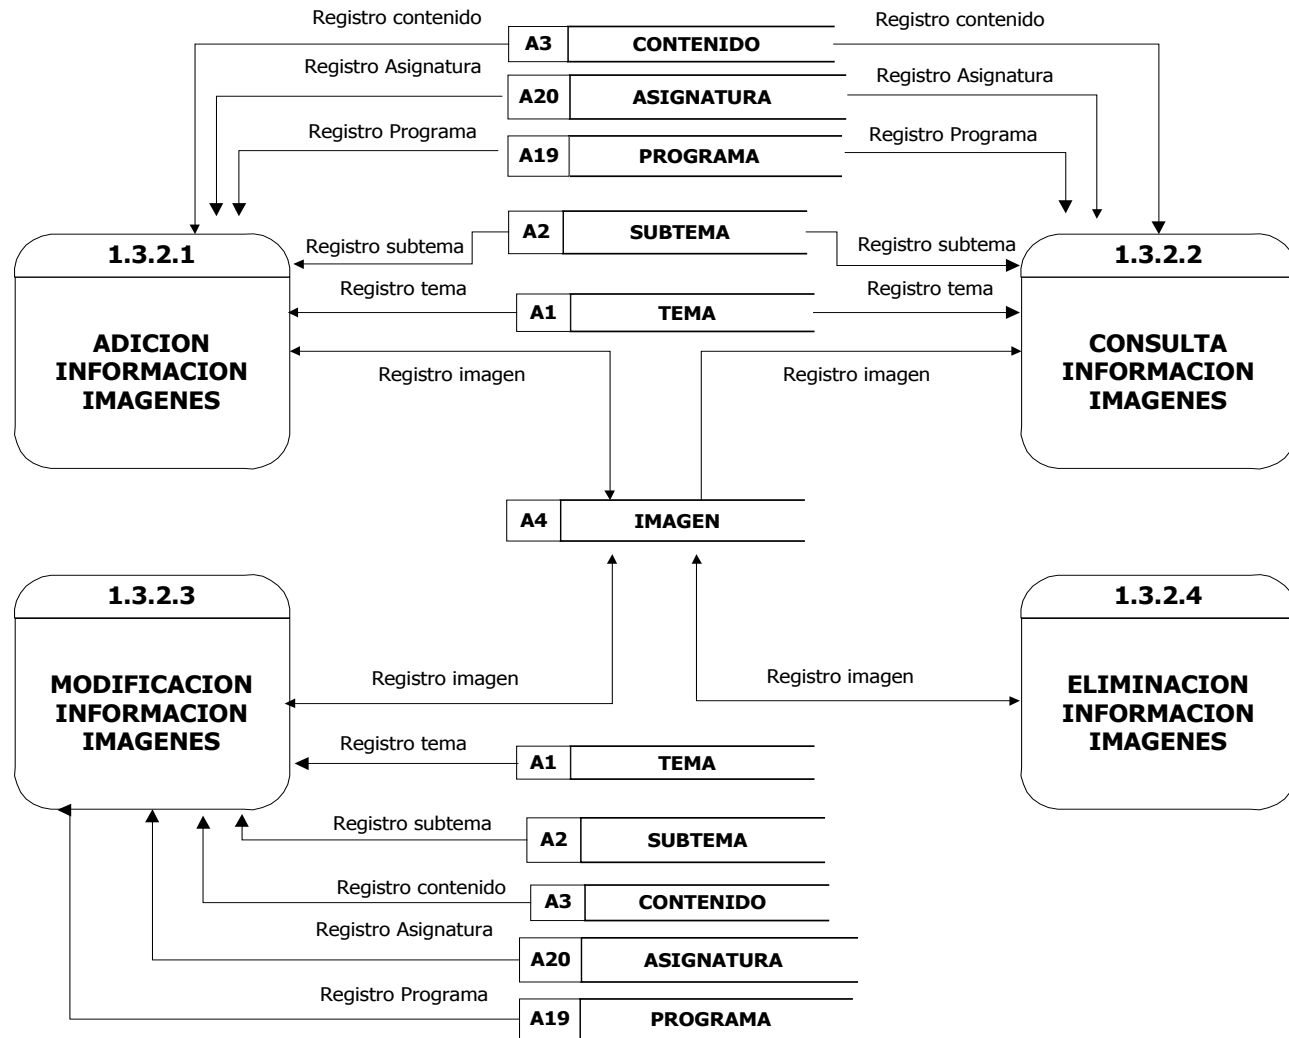 Registro contenido
A3 CONTENIDO
Registro contenido
Registro Asignatura
A20 ASIGNATURA
Registro Asignatura
Registro Programa
A19 PROGRAMA
Registro Programa
A2 SUBTEMA
Registro subtema
Registro subtema
1.3.2.1
1.3.2.2
Registro tema
A1 TEMA
Registro tema
ADICION
INFORMACION
IMAGENES
Registro imagen
Registro imagen
CONSULTA
INFORMACION
IMAGENES
A4 IMAGEN
1.3.2.3
1.3.2.4
MODIFICACION
INFORMACION
IMAGENES
Registro imagen
Registro imagen
ELIMINACION
INFORMACION
IMAGENES
Registro tema
A1 TEMA
Registro subtema
A2 SUBTEMA
Registro contenido
A3 CONTENIDO
Registro Asignatura
A20 ASIGNATURA
Registro Programa
A19 PROGRAMA